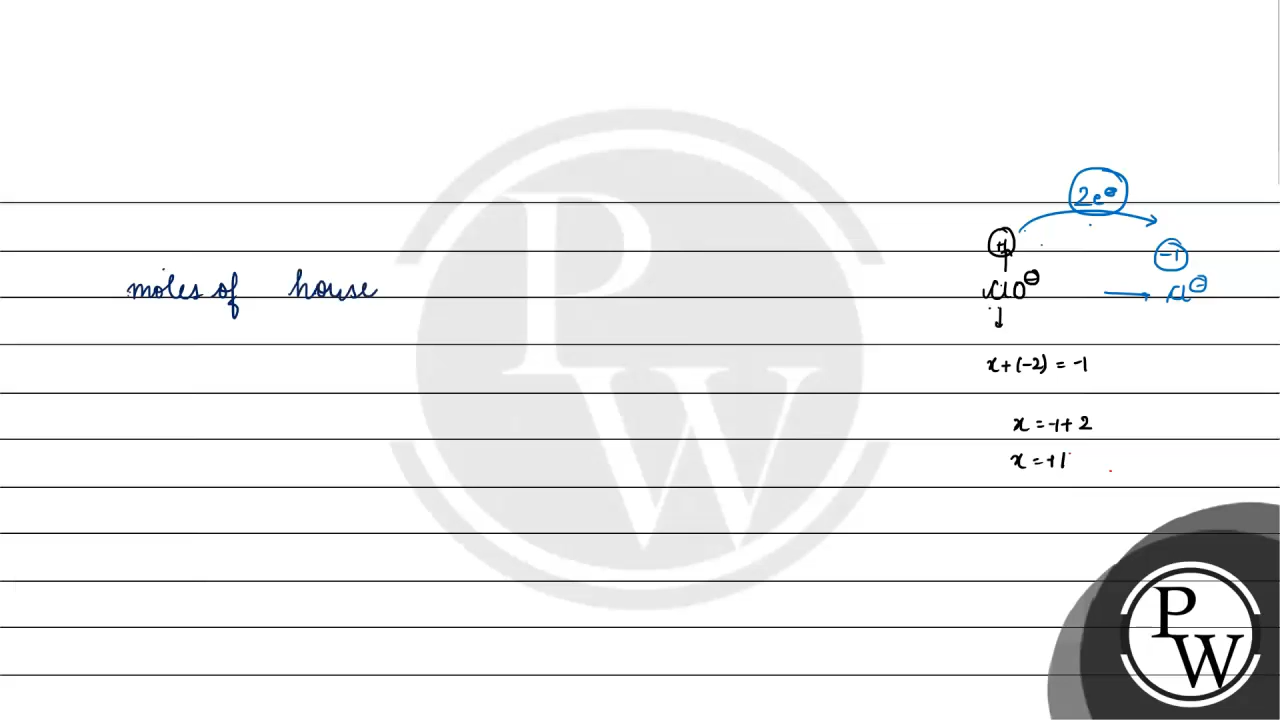 2e⊖
+1
-1
moles of house
ClO⊖ → Cl⊖
x+(-2) = -1
x = -1+ 2
x = +1
P
W
P
W